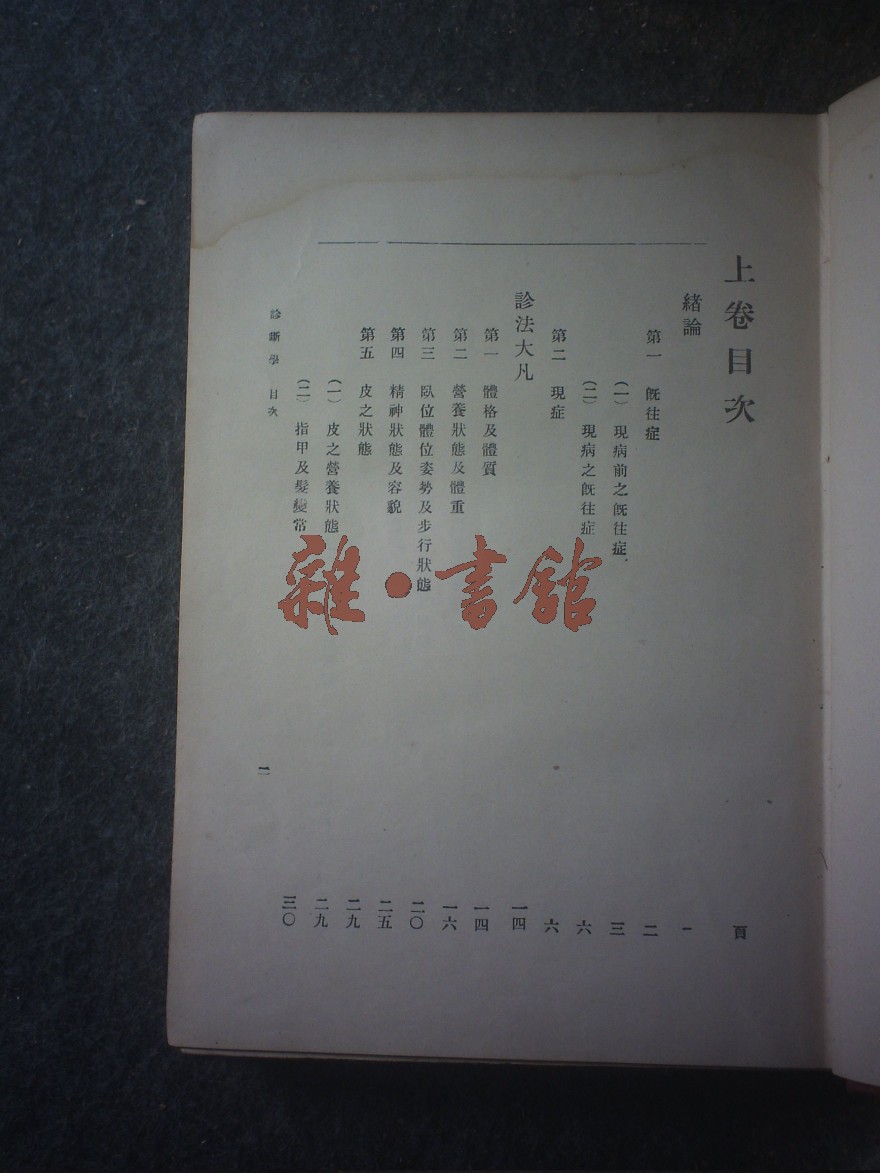 上卷目次 頁
緒論 一
第一 既往症 二
(一) 現病前之既往症. 三
(二) 現病之既往症 六
第二 現症 六
診法大凡 一四
第一 體格及體質 一四
第二 營養狀態及體重 一六
第三 臥位體位姿勢及步行狀態 二〇
第四 精神狀態及容貌 二五
第五 皮之狀態 二九
(一) 皮之營養狀態 二九
(二) 指甲及髮變常 三〇
診斷學 目次 一
雜·書館